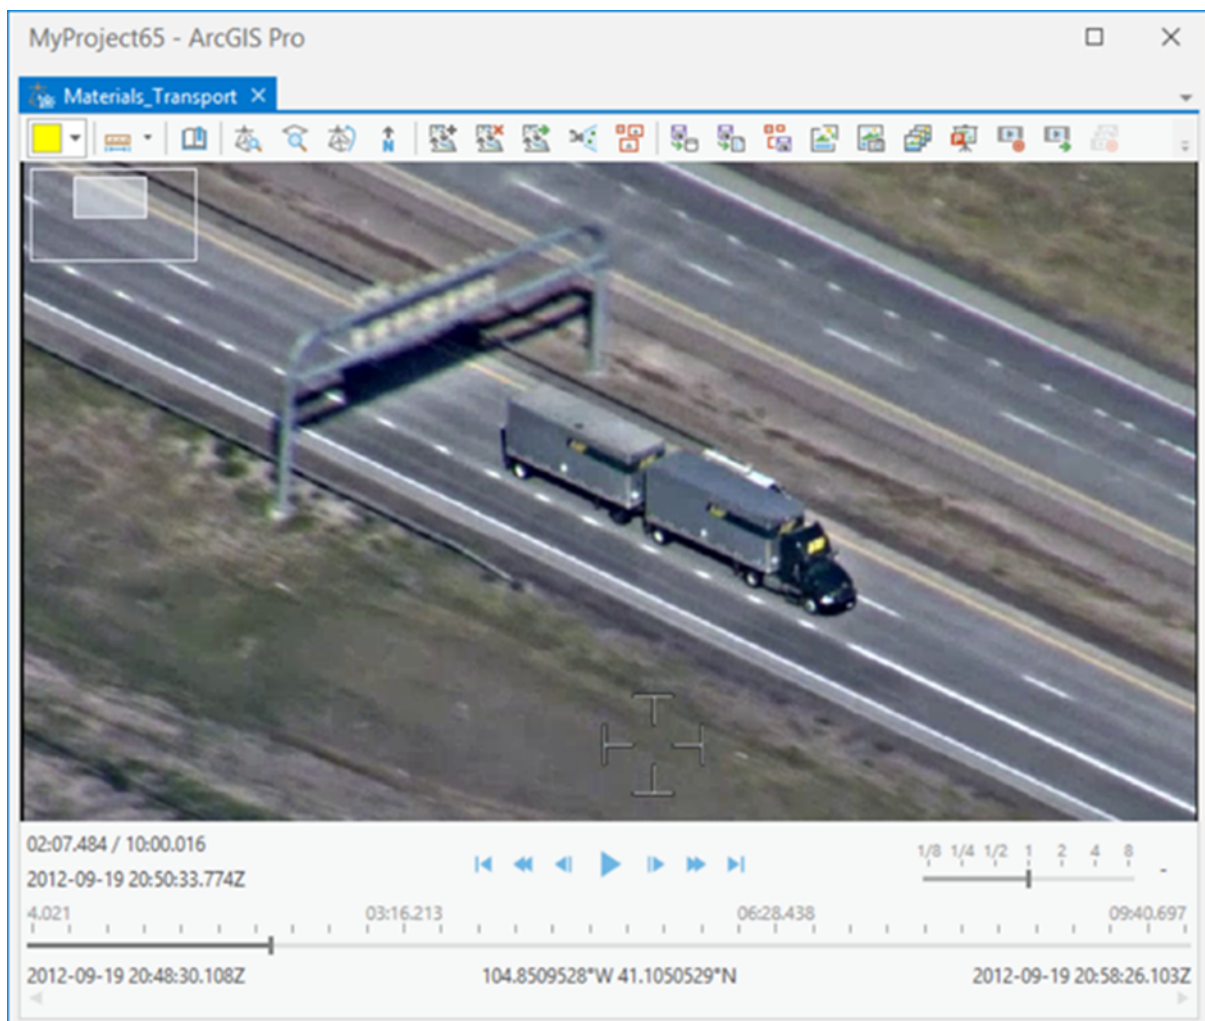 MyProject65 - ArcGIS Pro
Materials_Transport
N
02:07.484 / 10:00.016
1/8 1/4 1/2 1 2 4 8
2012-09-19 20:50:33.774Z
-
4.021 03:16.213 06:28.438 09:40.697
2012-09-19 20:48:30.108Z 104.8509528°W 41.1050529°N 2012-09-19 20:58:26.103Z